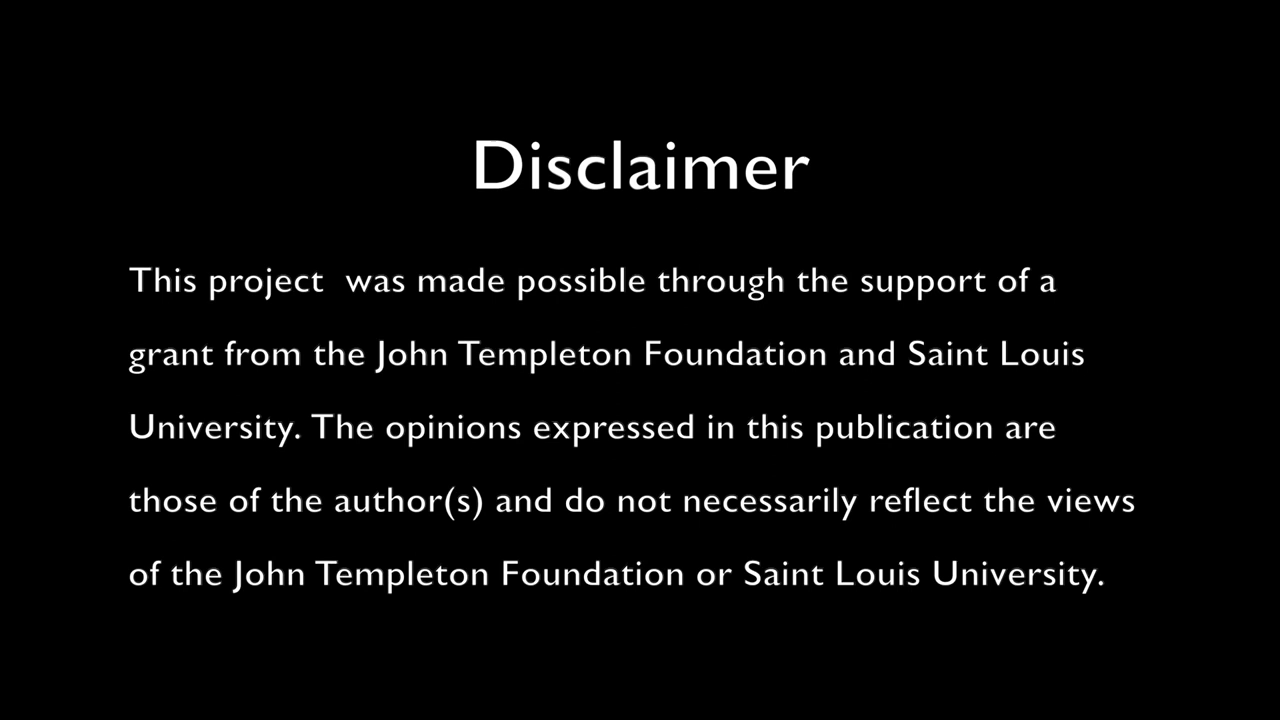 Disclaimer
This project  was made possible through the support of a
grant from the John Templeton Foundation and Saint Louis
University. The opinions expressed in this publication are
those of the author(s) and do not necessarily reflect the views
of the John Templeton Foundation or Saint Louis University.